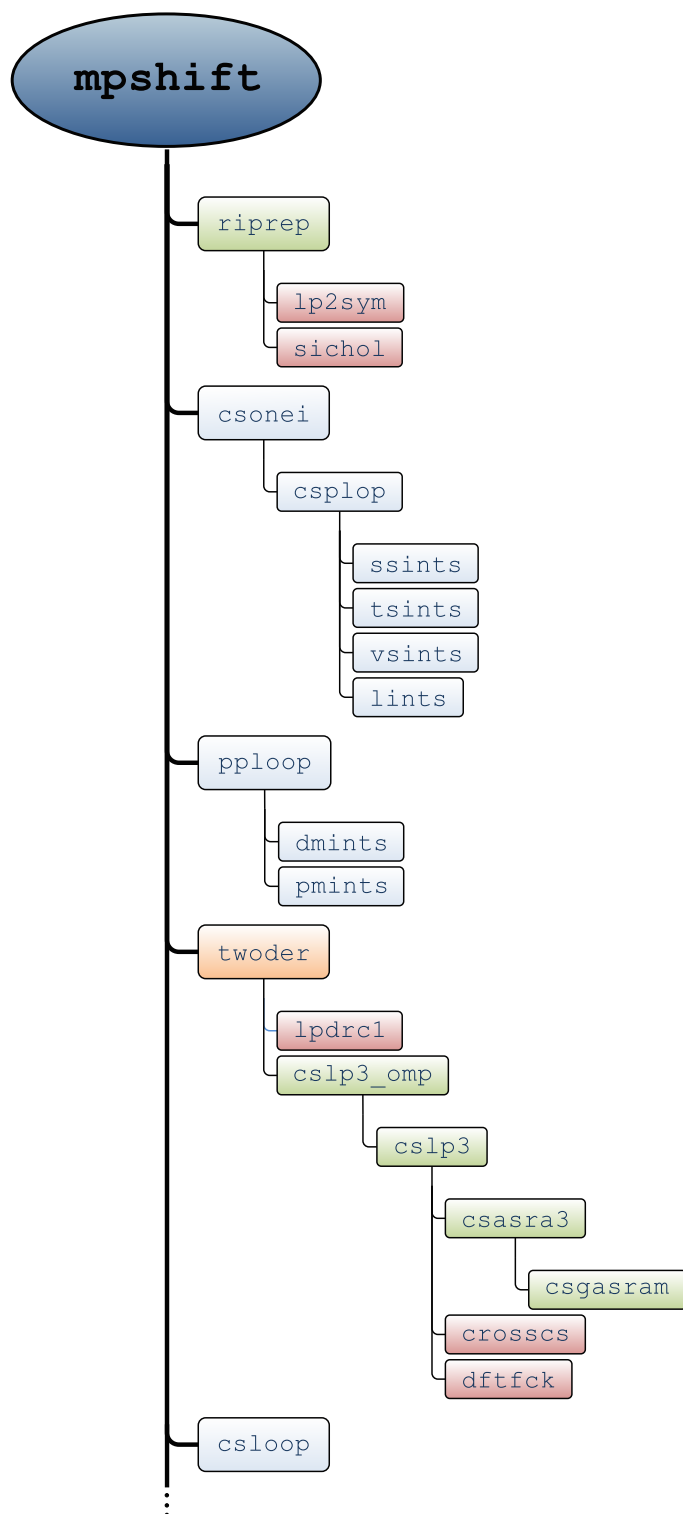 mpshift
riprep
lp2sym
sichol
csonei
csplop
ssints
tsints
vsints
lints
pploop
dmints
pmints
twoder
lpdrc1
cslp3_omp
cslp3
csasra3
csgasram
crosscs
dftfck
csloop